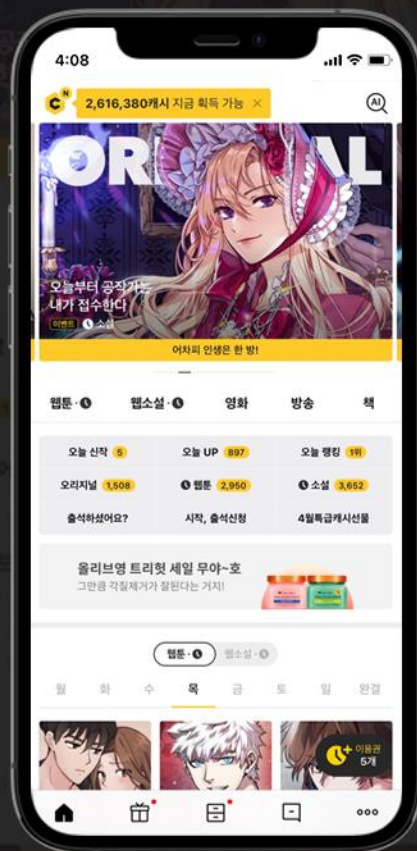 4:08
C N
2,616,380캐시 지금 획득 가능 ×
AI
ORI AL
오늘부터 공작가는
내가 접수한다
이벤트 소설
어차피 인생은 한 방!
웹툰· 웹소설· 영화 방송 책
오늘 신작 5 오늘 UP 897 오늘 랭킹 1위
오리지널 1,508 웹툰 2,950 소설 3,652
출석하셨어요? 시작, 출석신청 4월특급캐시선물
올리브영 트리헛 세일 무야~호
그만큼 각질제거가 잘된다는 거지!
웹툰· 웹소설·
월 화 수 목 금 토 일 완결
이용권
5개